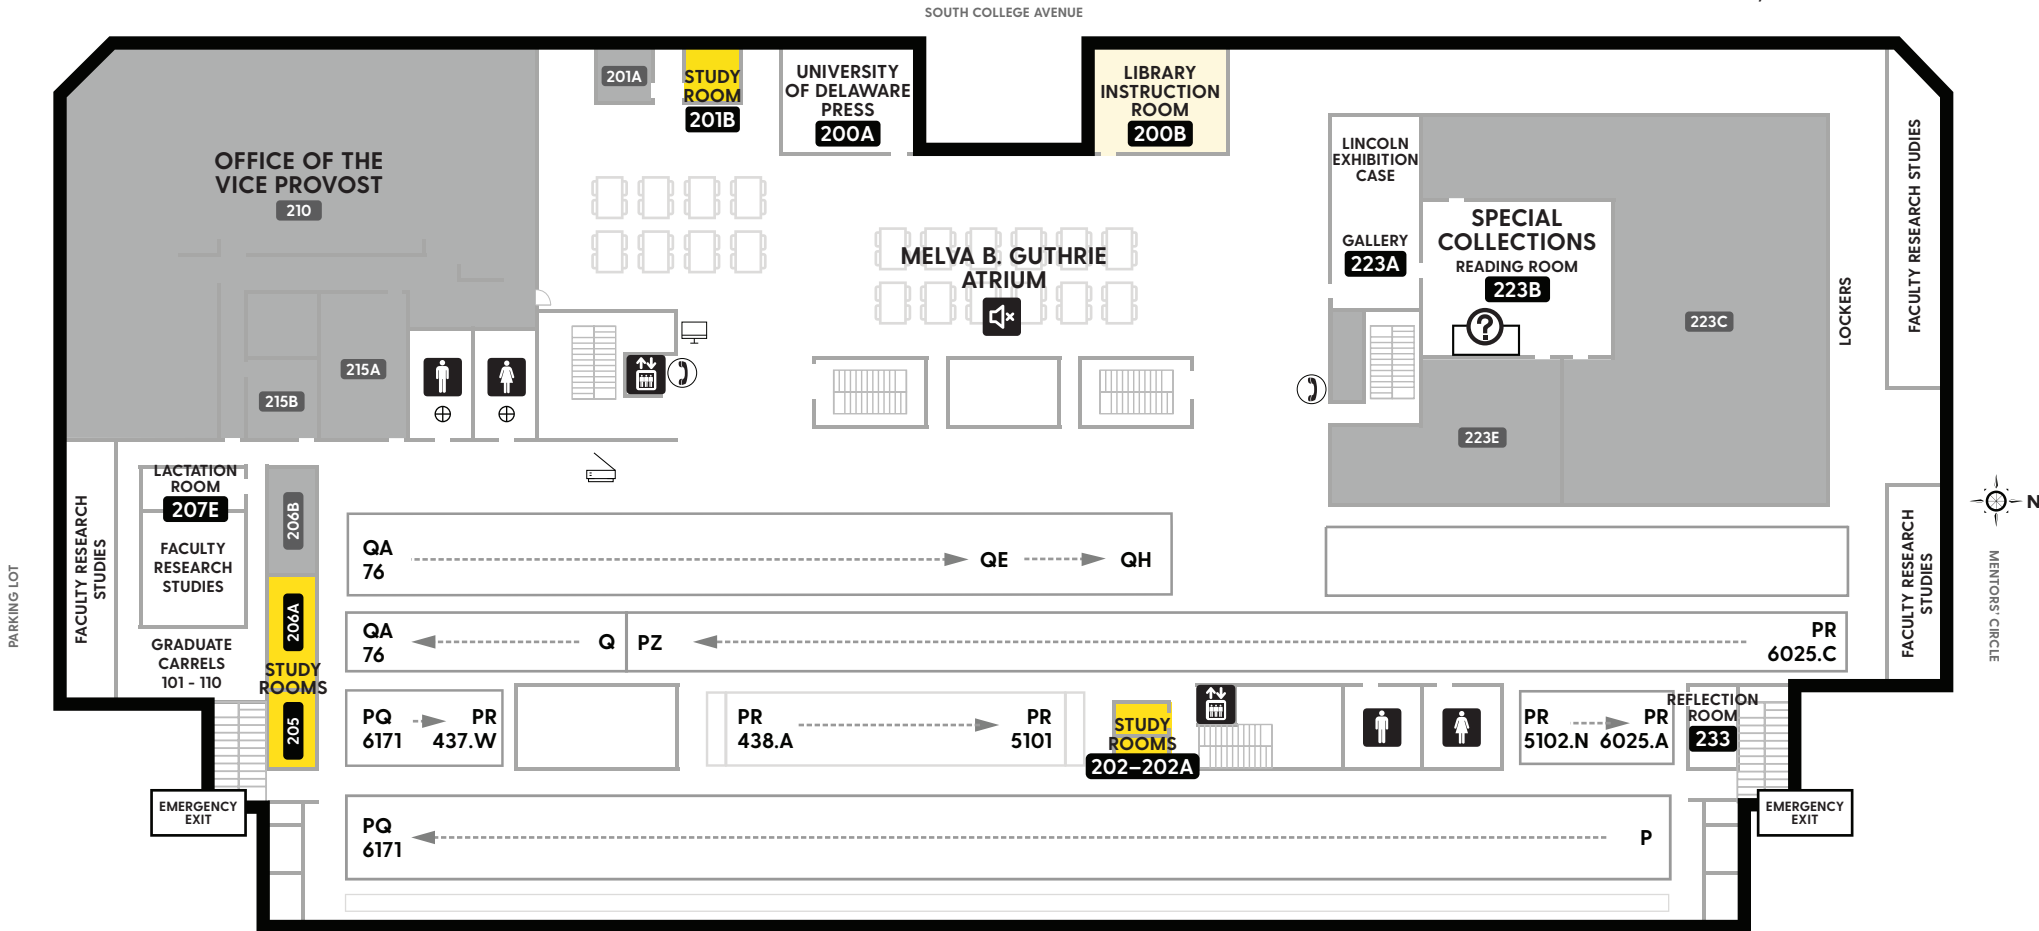 SOUTH COLLEGE AVENUE
201A
STUDY
ROOM
201B
UNIVERSITY
OF DELAWARE
PRESS
200A
LIBRARY
INSTRUCTION
ROOM
200B
OFFICE OF THE
VICE PROVOST
210
215A
215B
MELVA B. GUTHRIE
ATRIUM
LINCOLN
EXHIBITION
CASE
GALLERY
223A
SPECIAL
COLLECTIONS
READING ROOM
223B
?
223C
223E
LOCKERS
FACULTY RESEARCH STUDIES
LACTATION
ROOM
207E
FACULTY
RESEARCH
STUDIES
GRADUATE
CARRELS
101 - 110
FACULTY RESEARCH
STUDIES
PARKING LOT
206B
206A
STUDY
ROOMS
205
QA
76
QE
QH
QA
76
Q
PZ
PR
6025.C
PQ
6171
PR
437.W
PR
438.A
PR
5101
STUDY
ROOMS
202–202A
PR
5102.N
PR
6025.A
REFLECTION
ROOM
233
FACULTY RESEARCH
STUDIES
N
MENTORS' CIRCLE
EMERGENCY
EXIT
PQ
6171
P
EMERGENCY
EXIT